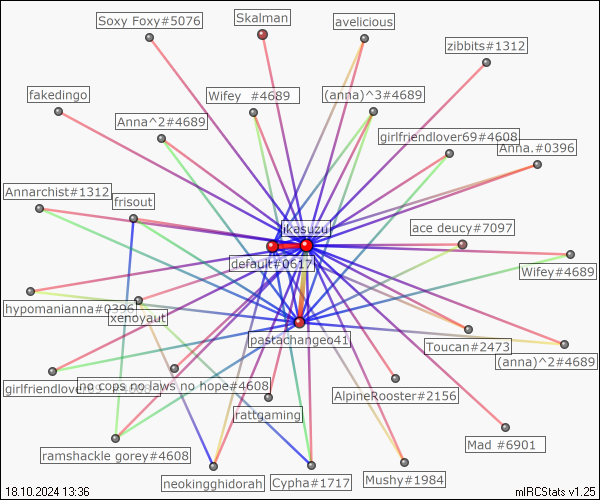 Soxy Foxy#5076
Skalman
avelicious
zibbits#1312
fakedingo
Wifey #4689
(anna)^3#4689
Anna^2#4689
girlfriendlover69#4608
Anna.#0396
Annarchist#1312
frisout
ikasuzu
ace deucy#7097
default#0617
Wifey#4689
hypomanianna#0396
xenoyaut
pastachangeo41
Toucan#2473
(anna)^2#4689
no cops no laws no hope#4608
AlpineRooster#2156
rattgaming
Mad #6901
ramshackle gorey#4608
neokingghidorah
Cypha#1717
Mushy#1984
18.10.2024 13:36
mIRCStats v1.25